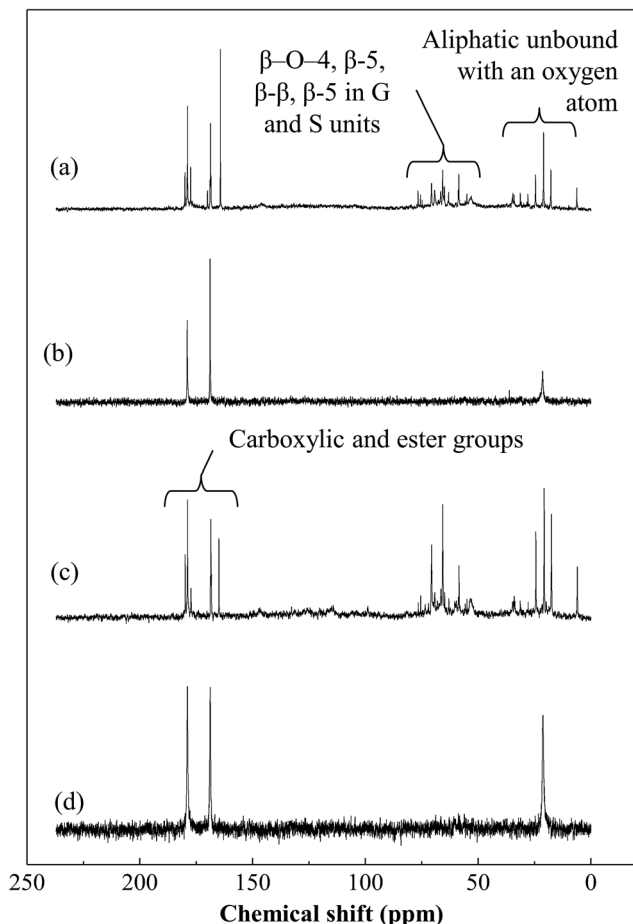 β–O–4, β-5,
β-β, β-5 in G
and S units
Aliphatic unbound
with an oxygen
atom
(a)
(b)
Carboxylic and ester groups
(c)
(d)
250 200 150 100 50 0
Chemical shift (ppm)